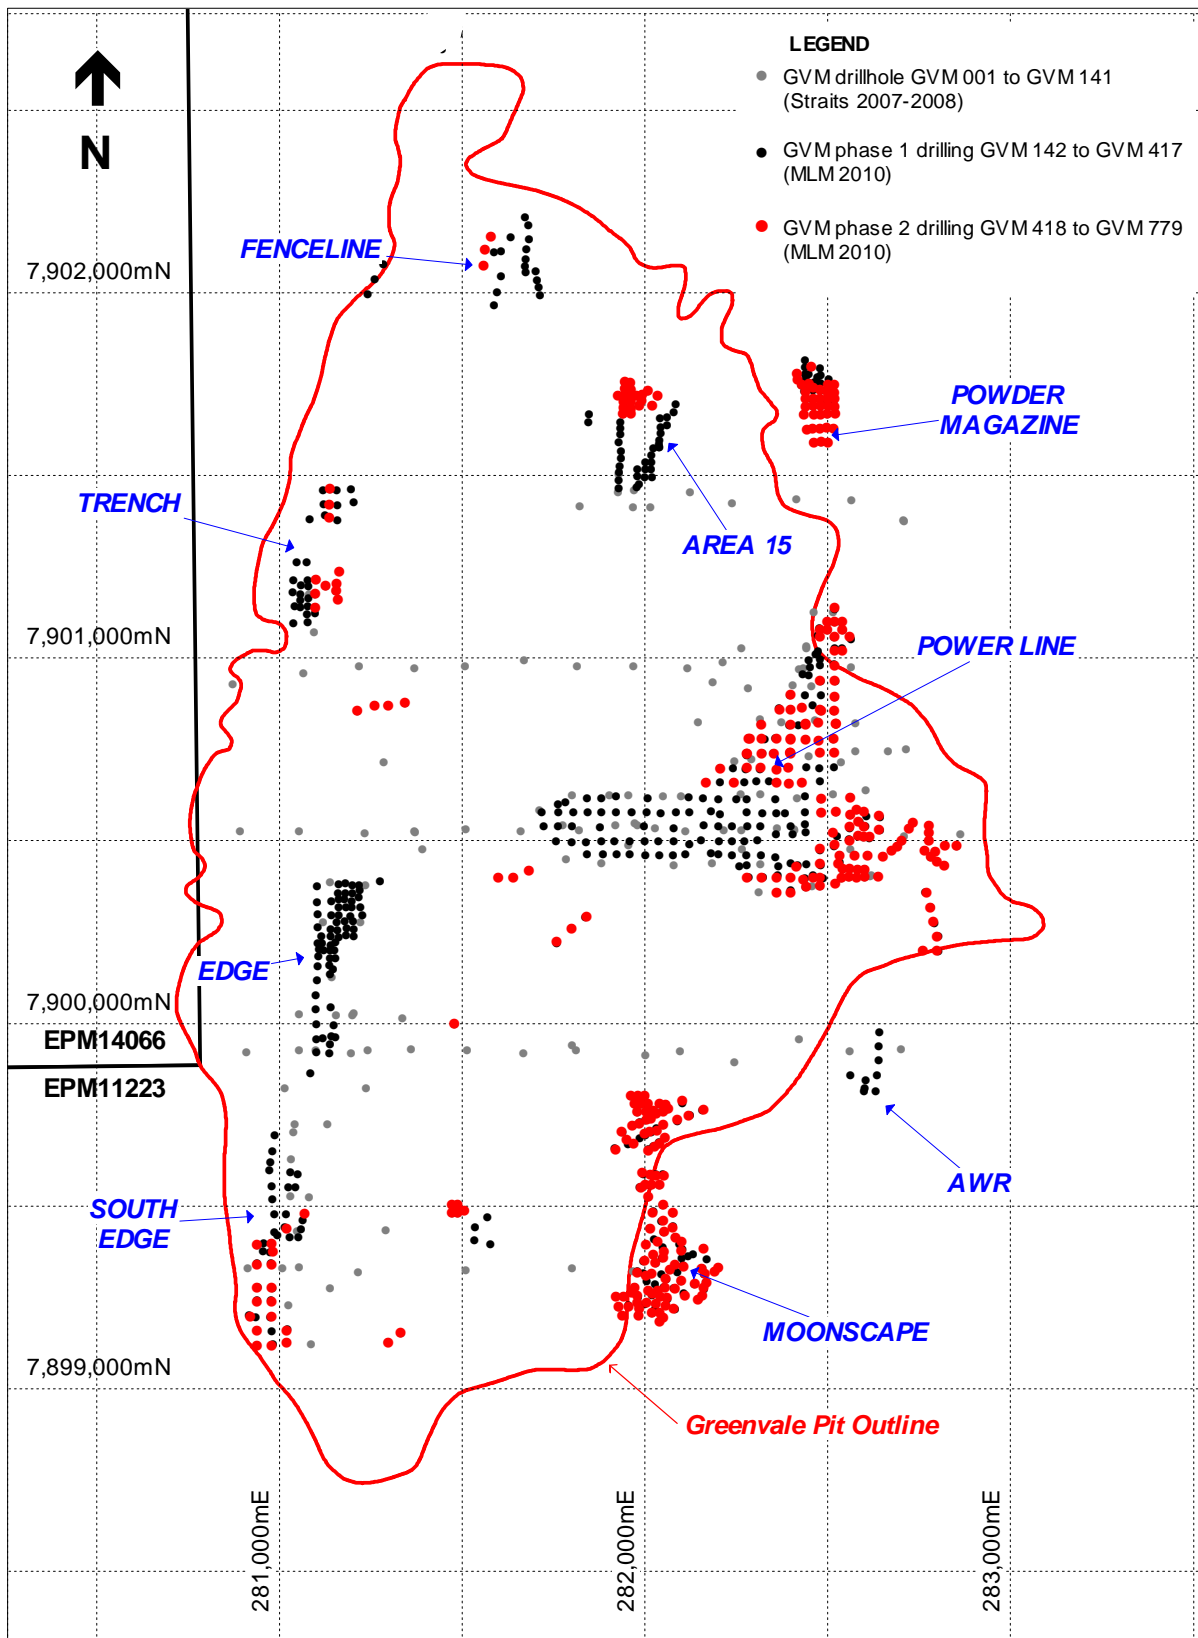 LEGEND
GVM drillhole GVM 001 to GVM 141
(Straits 2007-2008)
GVM phase 1 drilling GVM 142 to GVM 417
(MLM 2010)
GVM phase 2 drilling GVM 418 to GVM 779
(MLM 2010)
N
FENCELINE
7,902,000mN
POWDER
MAGAZINE
TRENCH
AREA 15
7,901,000mN
POWER LINE
EDGE
7,900,000mN
EPM14066
EPM11223
AWR
SOUTH
EDGE
MOONSCAPE
7,899,000mN
Greenvale Pit Outline
281,000mE
282,000mE
283,000mE